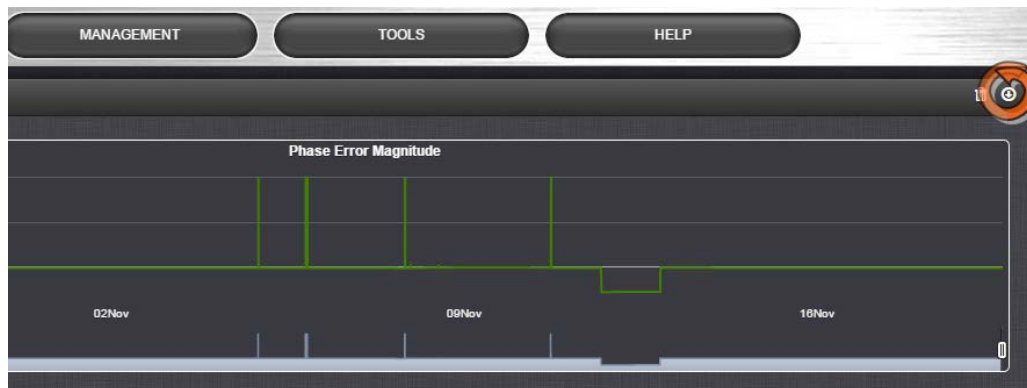 MANAGEMENT TOOLS HELP
Phase Error Magnitude
02Nov 09Nov 16Nov